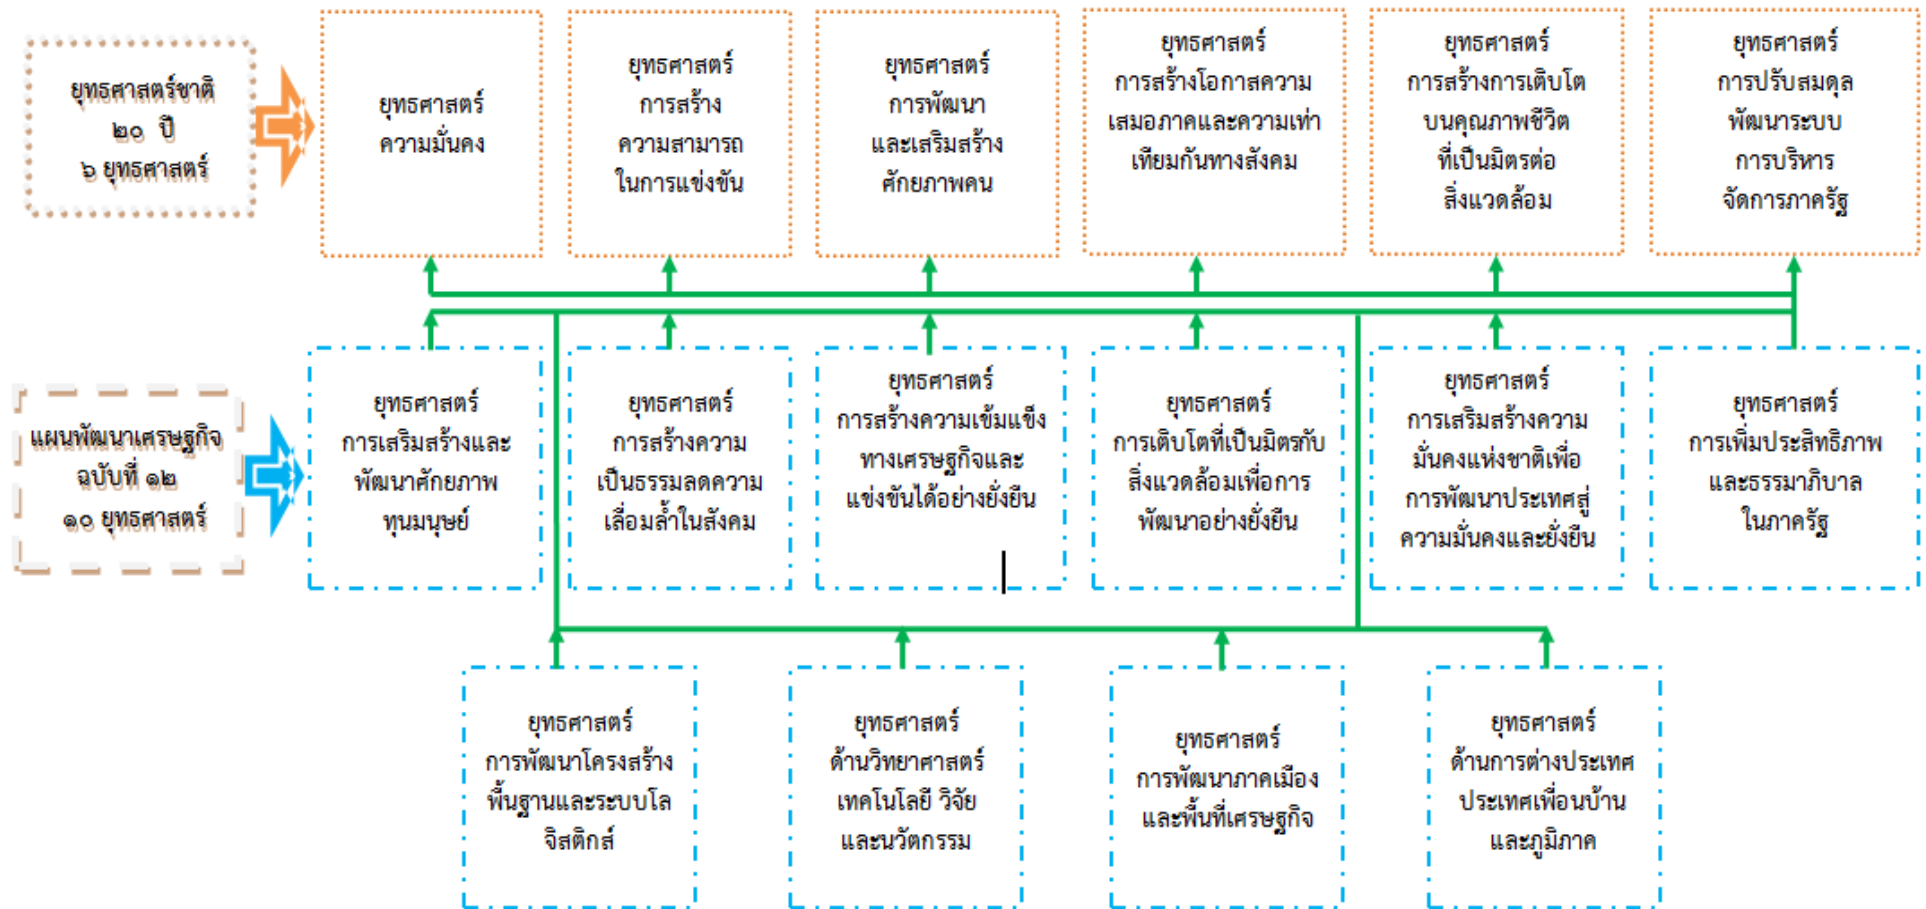 ยุทธศาสตร์ชาติ
๒๐ ปี
๖ ยุทธศาสตร์
ยุทธศาสตร์
ความมั่นคง
ยุทธศาสตร์
การสร้าง
ความสามารถ
ในการแข่งขัน
ยุทธศาสตร์
การพัฒนา
และเสริมสร้าง
ศักยภาพคน
ยุทธศาสตร์
การสร้างโอกาสความ
เสมอภาคและความเท่า
เทียมกันทางสังคม
ยุทธศาสตร์
การสร้างการเติบโต
บนคุณภาพชีวิต
ที่เป็นมิตรต่อ
สิ่งแวดล้อม
ยุทธศาสตร์
การปรับสมดุล
พัฒนาระบบ
การบริหาร
จัดการภาครัฐ
แผนพัฒนาเศรษฐกิจ
ฉบับที่ ๑๒
๑๐ ยุทธศาสตร์
ยุทธศาสตร์
การเสริมสร้างและ
พัฒนาศักยภาพ
ทุนมนุษย์
ยุทธศาสตร์
การสร้างความ
เป็นธรรมลดความ
เลื่อมล้ำในสังคม
ยุทธศาสตร์
การสร้างความเข้มแข็ง
ทางเศรษฐกิจและ
แข่งขันได้อย่างยั่งยืน
ยุทธศาสตร์
การเติบโตที่เป็นมิตรกับ
สิ่งแวดล้อมเพื่อการ
พัฒนาอย่างยั่งยืน
ยุทธศาสตร์
การเสริมสร้างความ
มั่นคงแห่งชาติเพื่อ
การพัฒนาประเทศสู่
ความมั่นคงและยั่งยืน
ยุทธศาสตร์
การเพิ่มประสิทธิภาพ
และธรรมาภิบาล
ในภาครัฐ
ยุทธศาสตร์
การพัฒนาโครงสร้าง
พื้นฐานและระบบโล
จิสติกส์
ยุทธศาสตร์
ด้านวิทยาศาสตร์
เทคโนโลยี วิจัย
และนวัตกรรม
ยุทธศาสตร์
การพัฒนาภาคเมือง
และพื้นที่เศรษฐกิจ
ยุทธศาสตร์
ด้านการต่างประเทศ
ประเทศเพื่อนบ้าน
และภูมิภาค